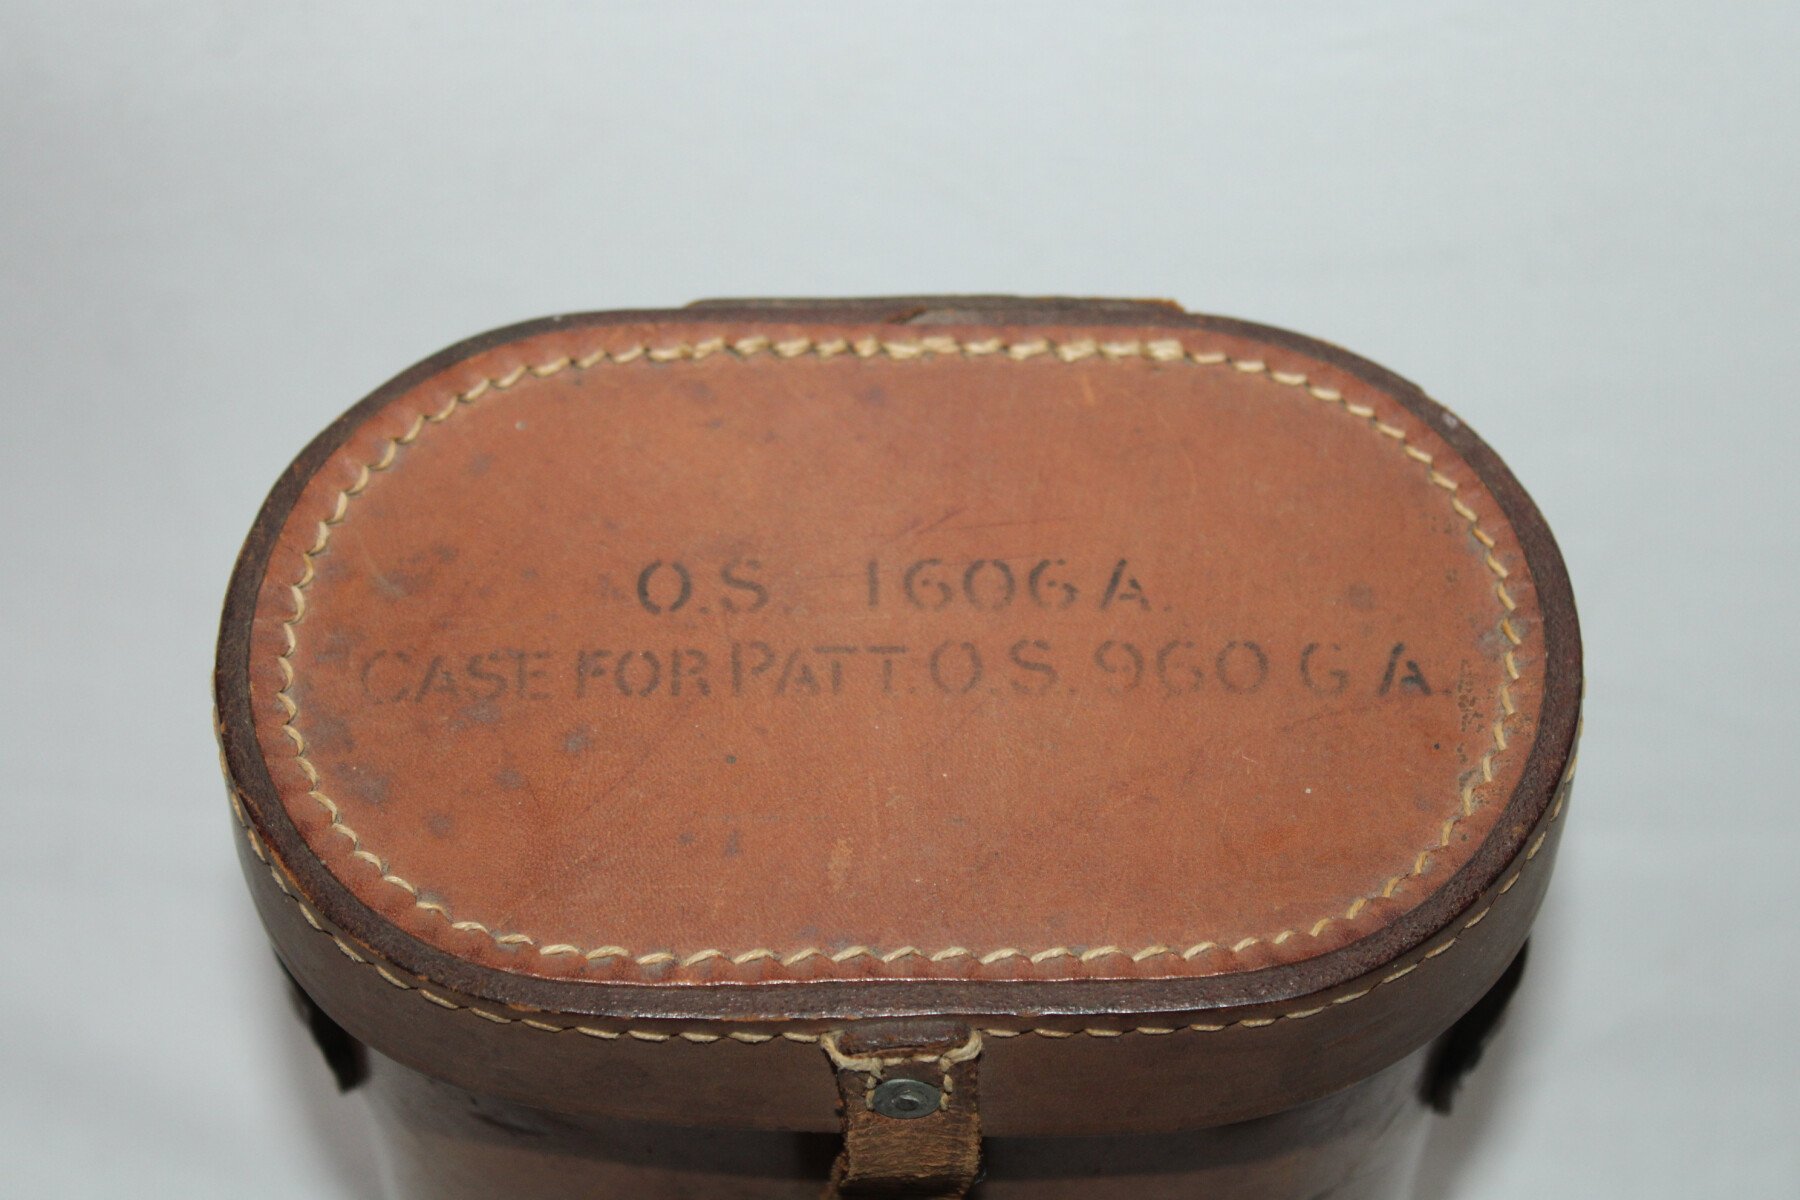 O.S. 1606 A.
CASE FOR PATT. O.S. 960 G A.